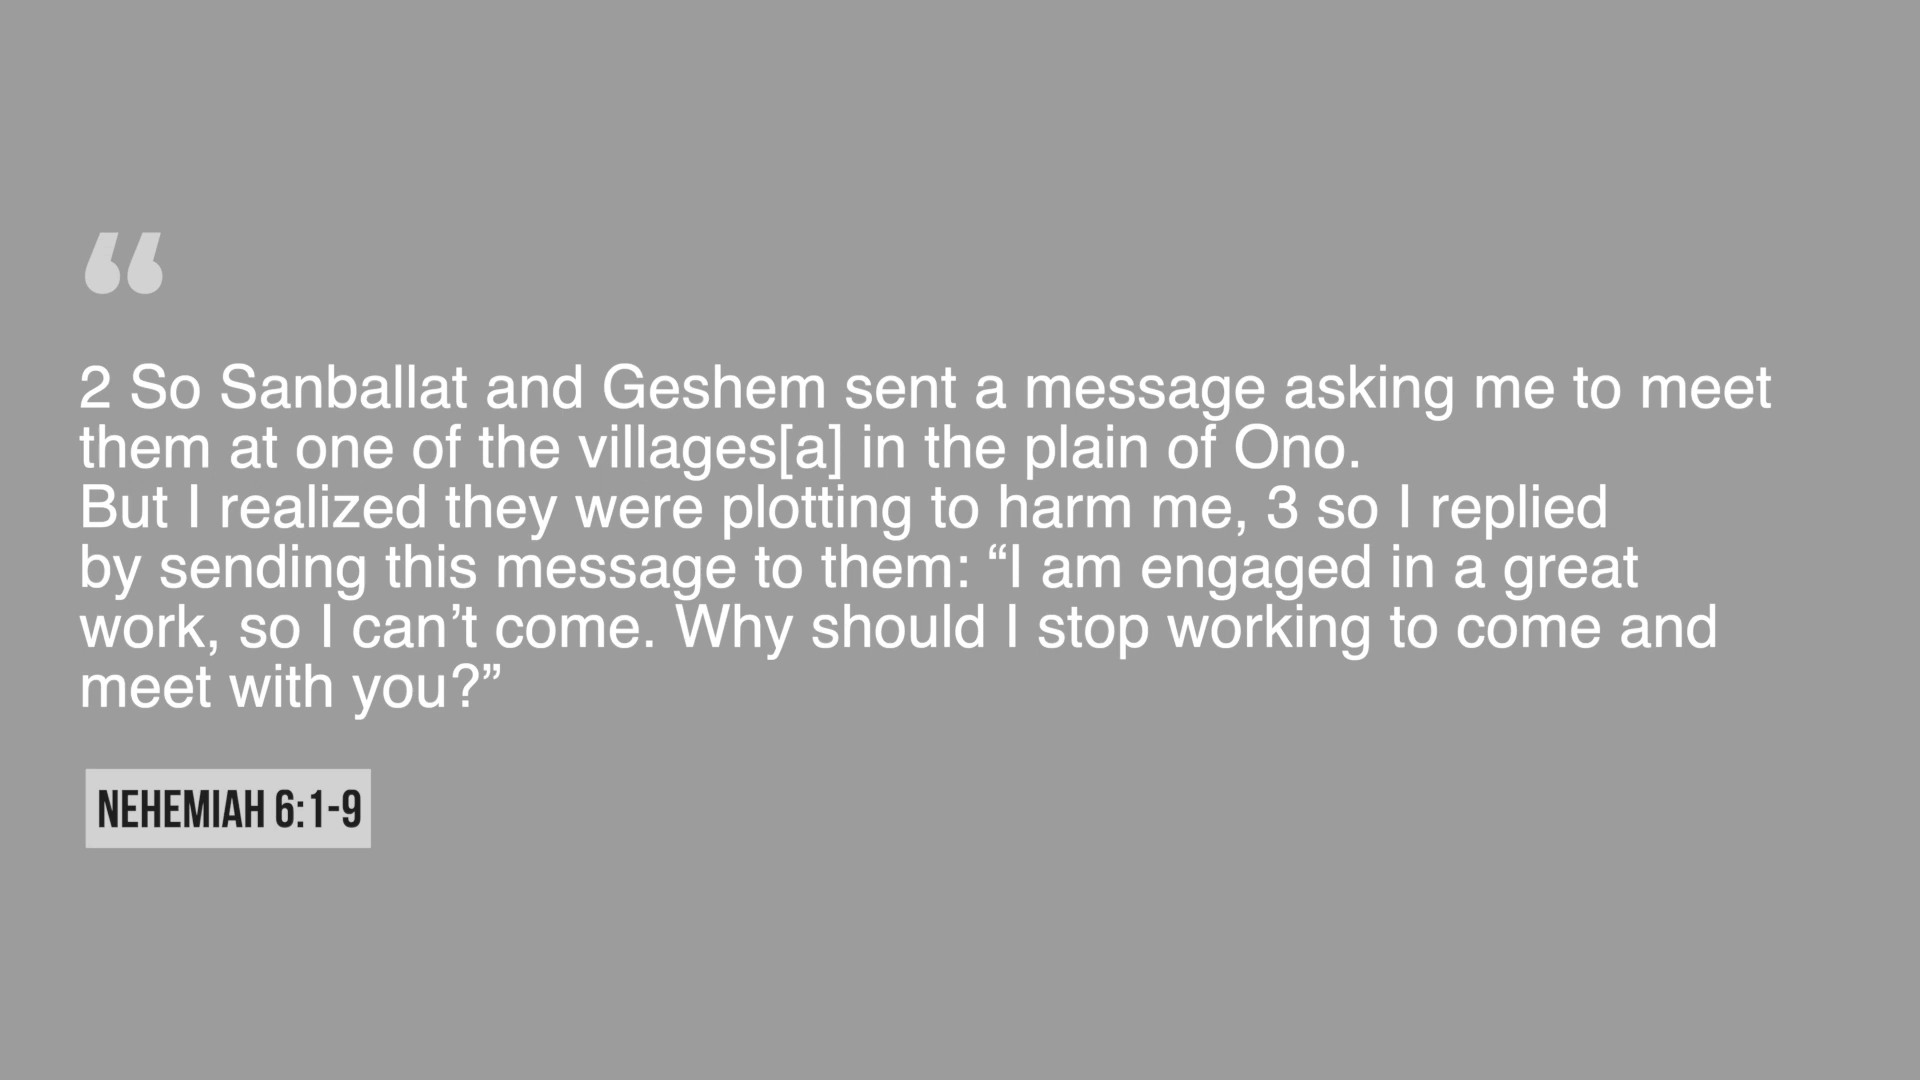 “
2 So Sanballat and Geshem sent a message asking me to meet
them at one of the villages[a] in the plain of Ono.
But I realized they were plotting to harm me, 3 so I replied
by sending this message to them: “I am engaged in a great
work, so I can’t come. Why should I stop working to come and
meet with you?”
NEHEMIAH 6:1-9